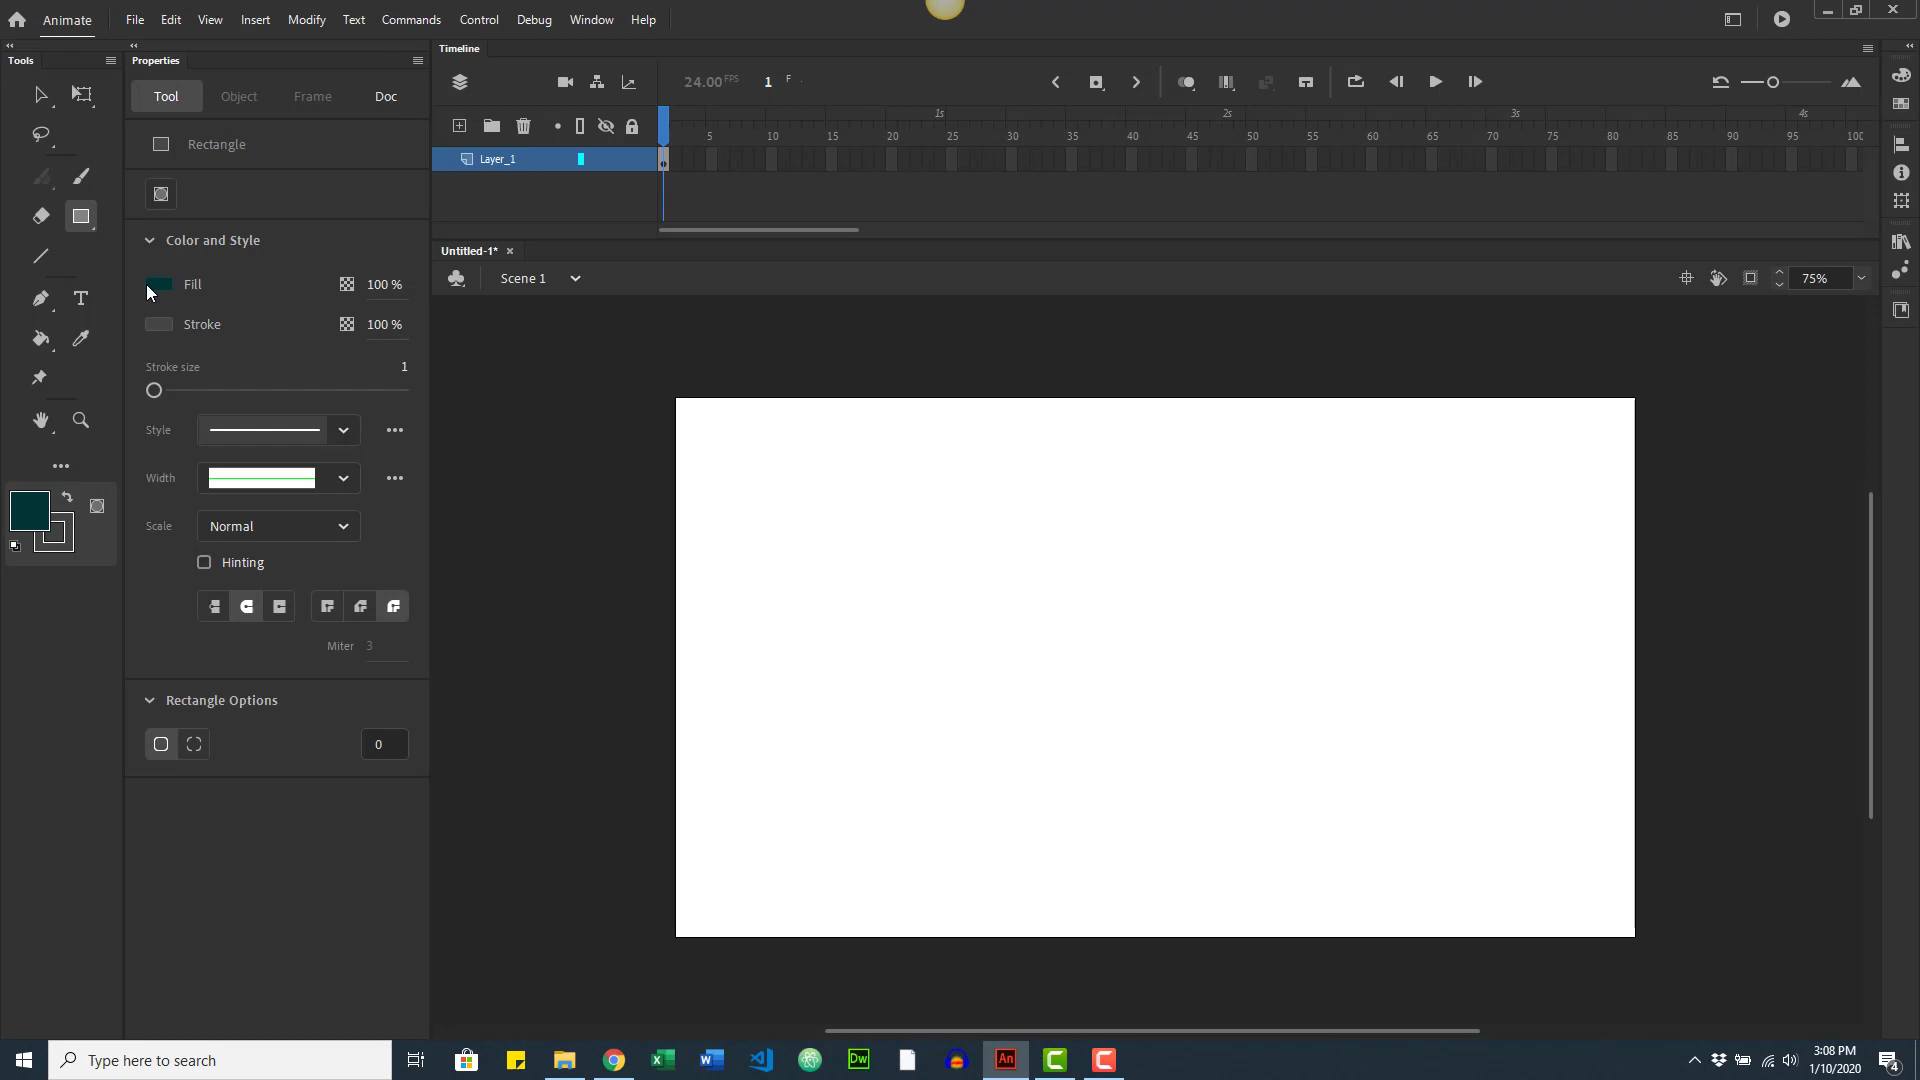 Animate File Edit View Insert Modify Text Commands Control Debug Window Help
Tools Properties Timeline
Tool Object Frame Doc
24.00 FPS 1 F
1s 2s 3s 4s
5 10 15 20 25 30 35 40 45 50 55 60 65 70 75 80 85 90 95 100
Rectangle
Layer_1
Color and Style
Untitled-1*
Scene 1 75%
Fill 100 %
Stroke 100 %
Stroke size 1
Style
Width
Scale Normal
Hinting
Miter 3
Rectangle Options
0
Type here to search
Dw
An
3:08 PM
1/10/2020
4